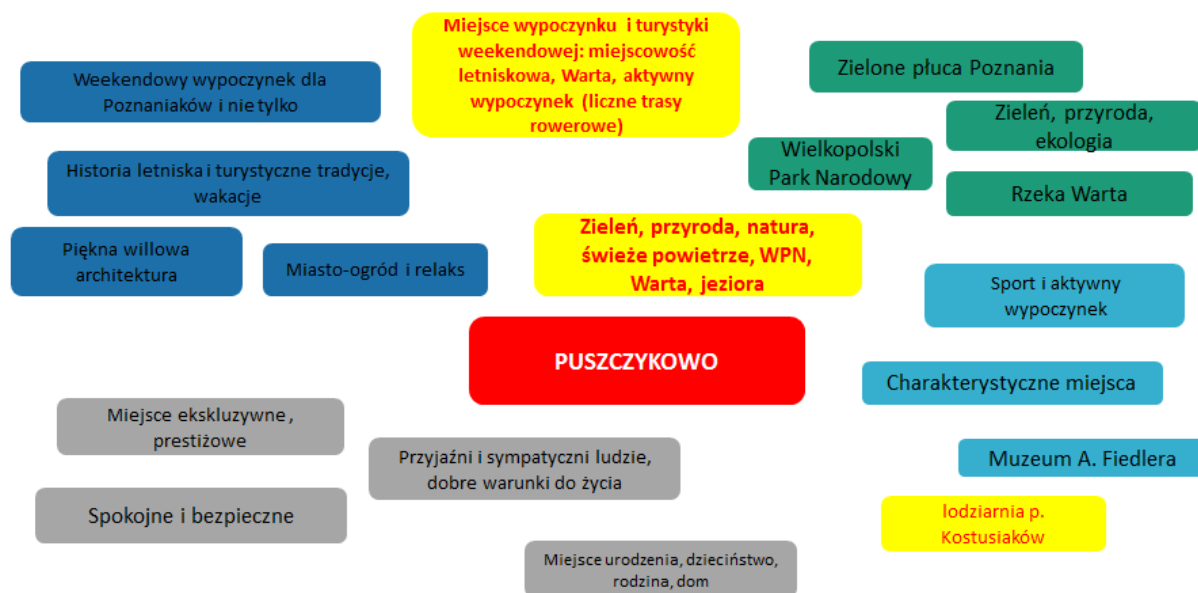 Miejsce wypoczynku i turystyki
weekendowej: miejscowość
letniskowa, Warta, aktywny
wypoczynek (liczne trasy
rowerowe)
Zielone płuca Poznania
Weekendowy wypoczynek dla
Poznaniaków i nie tylko
Zieleń, przyroda,
ekologia
Wielkopolski
Park Narodowy
Historia letniska i turystyczne tradycje,
wakacje
Rzeka Warta
Piękna willowa
architektura
Miasto-ogród i relaks
Zieleń, przyroda, natura,
świeże powietrze, WPN,
Warta, jeziora
Sport i aktywny
wypoczynek
PUSZCZYKOWO
Charakterystyczne miejsca
Miejsce ekskluzywne,
prestiżowe
Przyjaźni i sympatyczni ludzie,
dobre warunki do życia
Muzeum A. Fiedlera
Spokojne i bezpieczne
lodziarnia p.
Kostusiaków
Miejsce urodzenia, dzieciństwo,
rodzina, dom